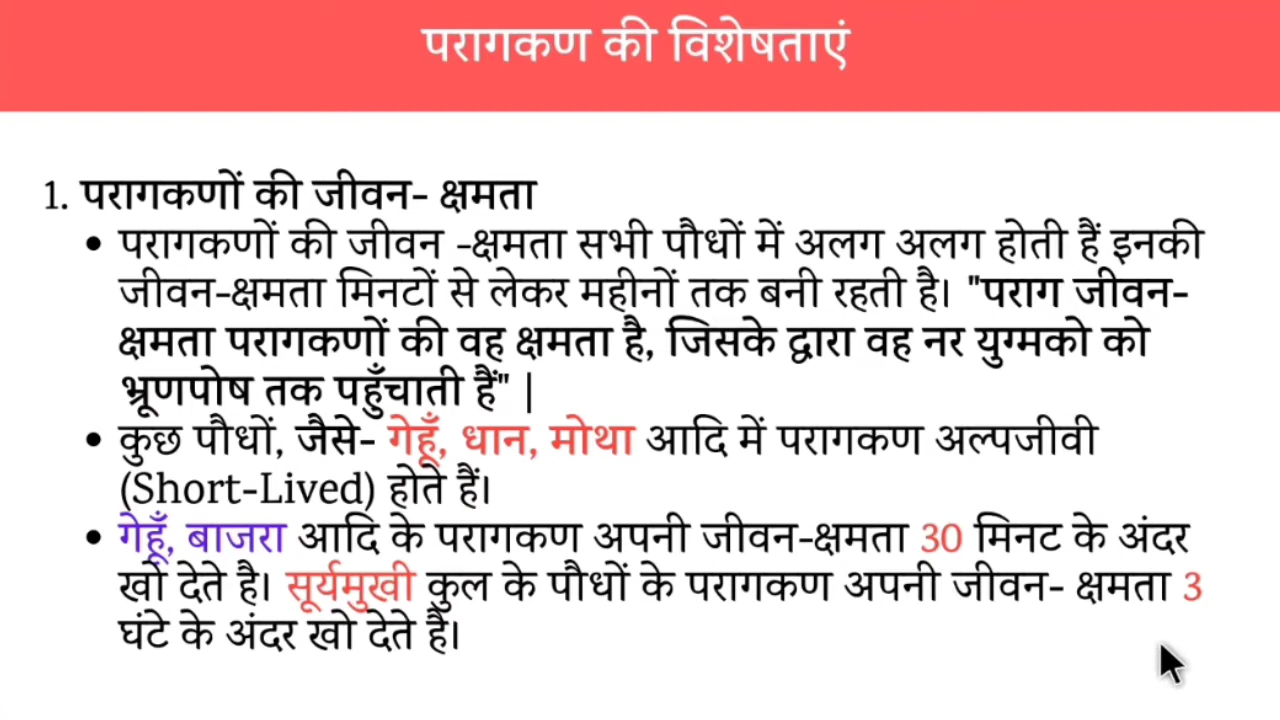 परागकण की विशेषताएं
1. परागकणों की जीवन- क्षमता
• परागकणों की जीवन -क्षमता सभी पौधों में अलग अलग होती हैं इनकी
जीवन-क्षमता मिनटों से लेकर महीनों तक बनी रहती है। "पराग जीवन-
क्षमता परागकणों की वह क्षमता है, जिसके द्वारा वह नर युग्मको को
भ्रूणपोष तक पहुँचाती हैं" |
• कुछ पौधों, जैसे- गेहूँ, धान, मोथा आदि में परागकण अल्पजीवी
(Short-Lived) होते हैं।
• गेहूँ, बाजरा आदि के परागकण अपनी जीवन-क्षमता 30 मिनट के अंदर
खो देते है। सूर्यमुखी कुल के पौधों के परागकण अपनी जीवन- क्षमता 3
घंटे के अंदर खो देते है।